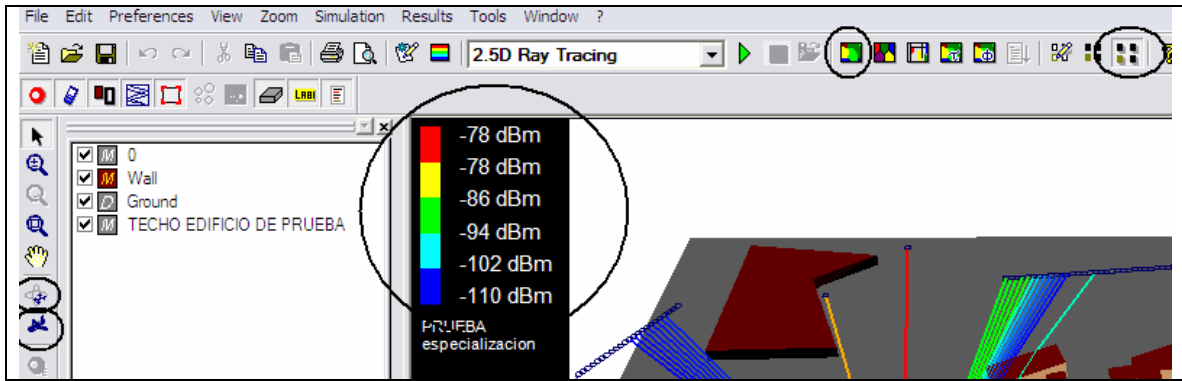 File Edit Preferences View Zoom Simulation Results Tools Window ?
2.5D Ray Tracing
LABI
0
Wall
Ground
TECHO EDIFICIO DE PRUEBA
-78 dBm
-78 dBm
-86 dBm
-94 dBm
-102 dBm
-110 dBm
PRUEBA
especializacion